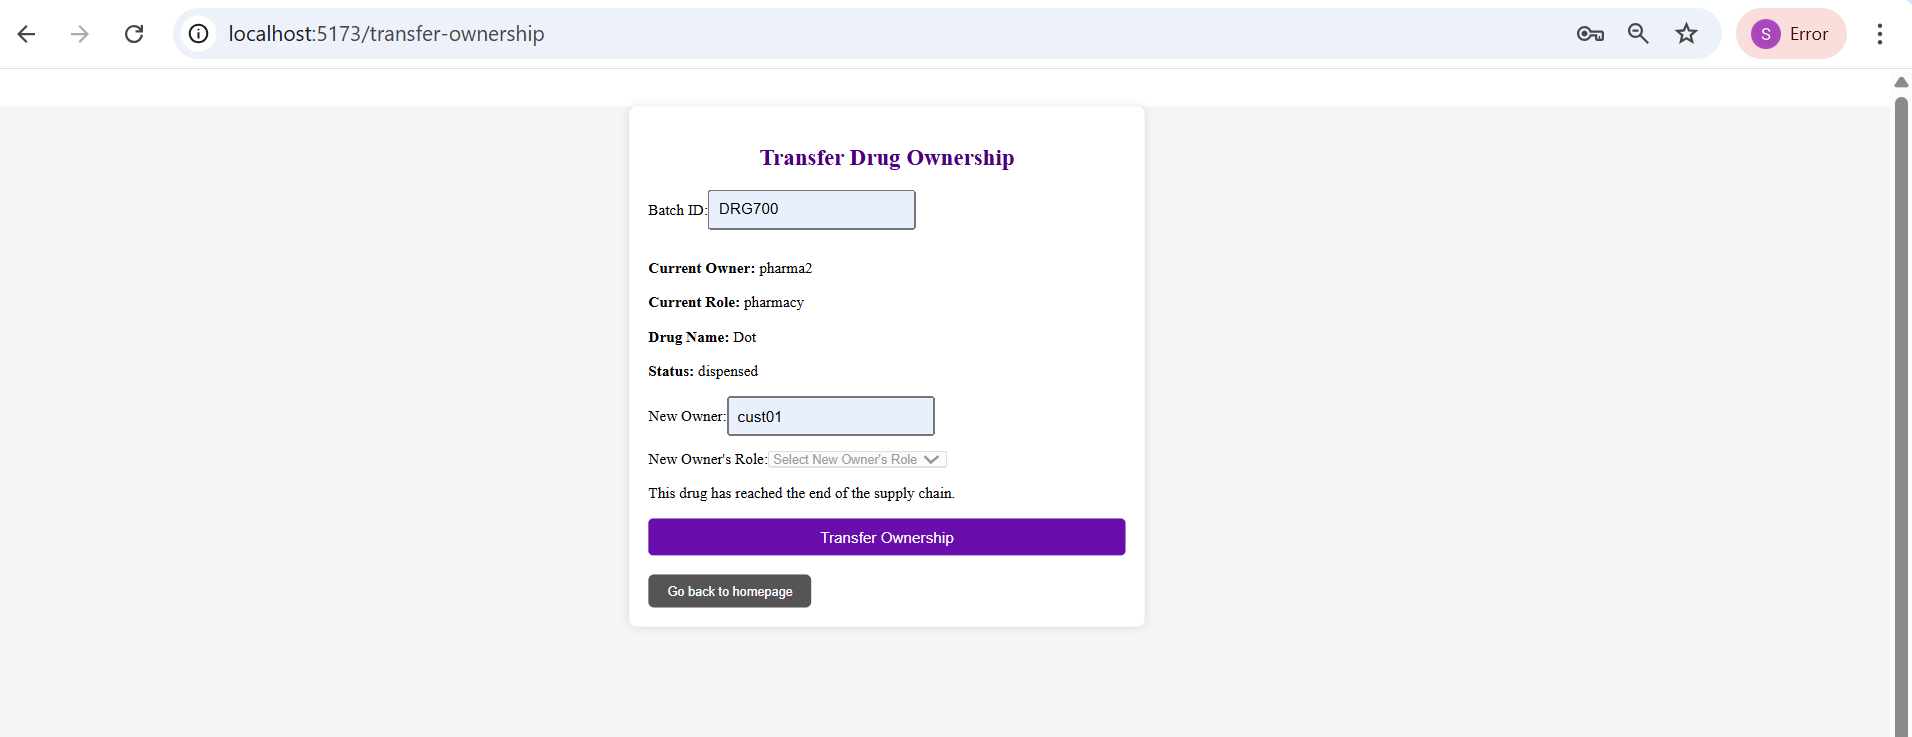 localhost:5173/transfer-ownership
S Error
Transfer Drug Ownership
Batch ID: DRG700
Current Owner: pharma2
Current Role: pharmacy
Drug Name: Dot
Status: dispensed
New Owner: cust01
New Owner's Role: Select New Owner's Role
This drug has reached the end of the supply chain.
Transfer Ownership
Go back to homepage